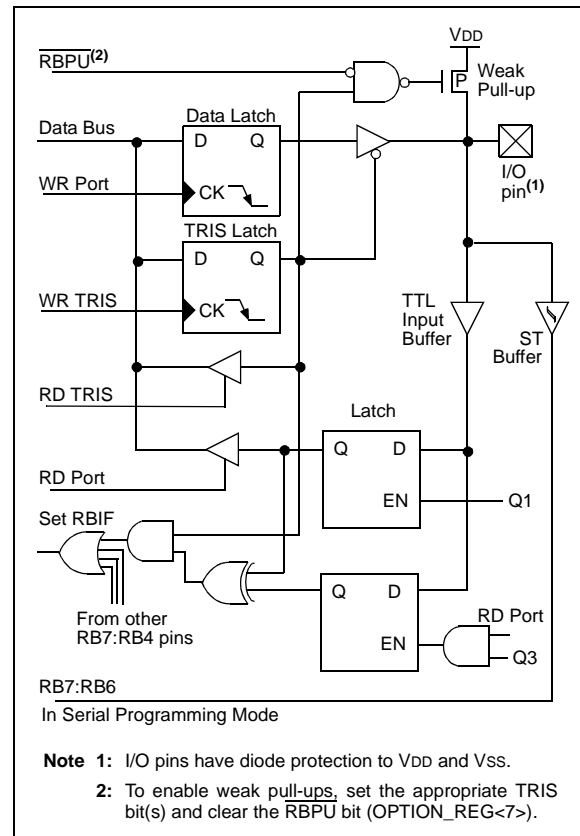 VDD
RBPU(2)
P
Weak
Pull-up
Data Latch
Data Bus
D Q
I/O
pin(1)
WR Port
CK
TRIS Latch
D Q
WR TRIS
CK
TTL
Input
Buffer
ST
Buffer
RD TRIS
Latch
Q D
RD Port
EN
Q1
Set RBIF
Q D
RD Port
From other
RB7:RB4 pins
EN
Q3
RB7:RB6
In Serial Programming Mode
Note 1: I/O pins have diode protection to VDD and VSS.
2: To enable weak pull-ups, set the appropriate TRIS
bit(s) and clear the RBPU bit (OPTION_REG<7>).